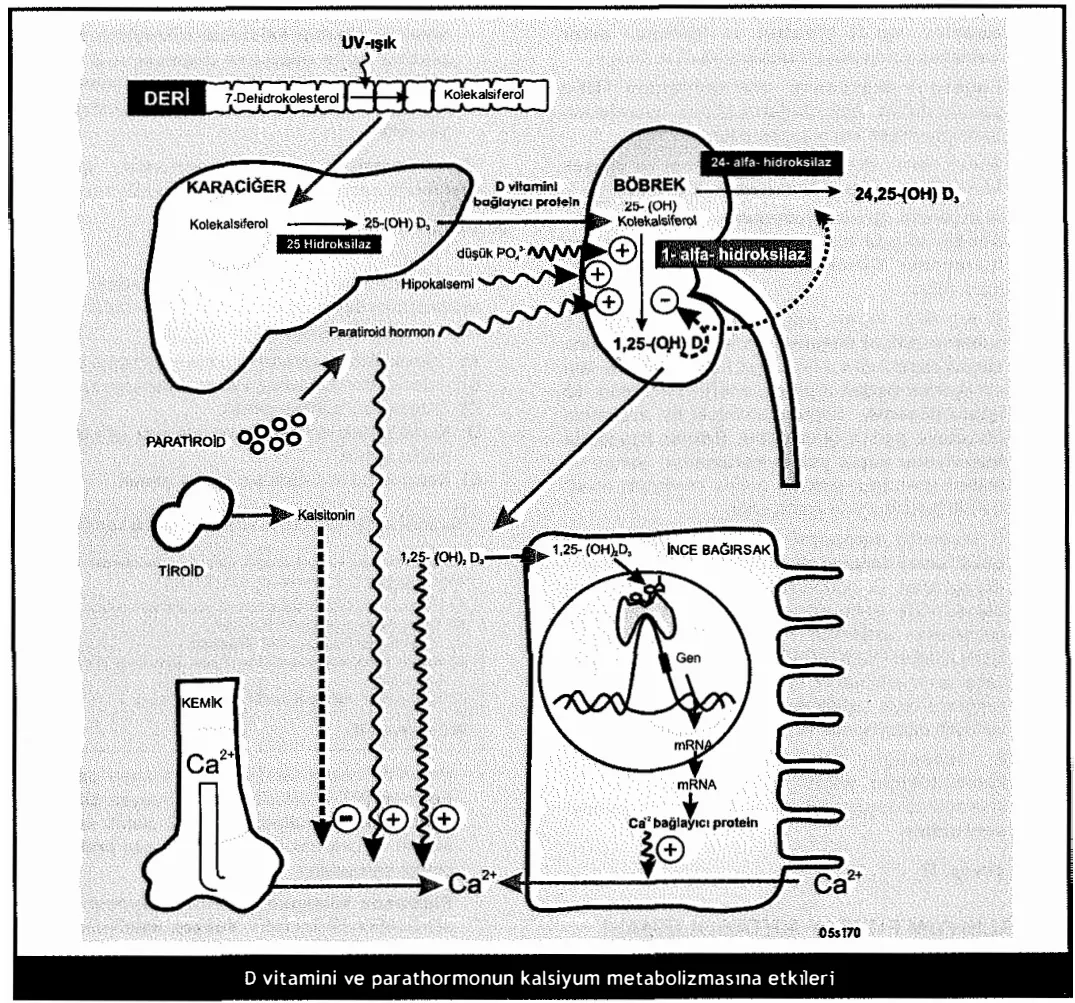 UV-ışık
DERİ
7-Dehidrokolesterol
Kolekalsiferol
KARACİĞER
Kolekalsiferol
25-(OH) D₃
25 Hidroksilaz
D vitamini
bağlayıcı protein
BÖBREK
25- (OH)
Kolekalsiferol
24- alfa- hidroksilaz
24,25-(OH) D₃
düşük PO₄³⁻
+
Hipokalsemi
+
1- alfa- hidroksilaz
Paratiroid hormon
+
-
1,25-(OH) D
PARATİROİD
Kalsitonin
TİROİD
1,25- (OH)₂ D₃
1,25- (OH)₂D₃
İNCE BAĞIRSAK
Gen
mRNA
mRNA
Ca⁺² bağlayıcı protein
+
KEMİK
Ca²⁺
-
+
+
Ca²⁺
Ca²⁺
05s170
D vitamini ve parathormonun kalsiyum metabolizmasına etkileri